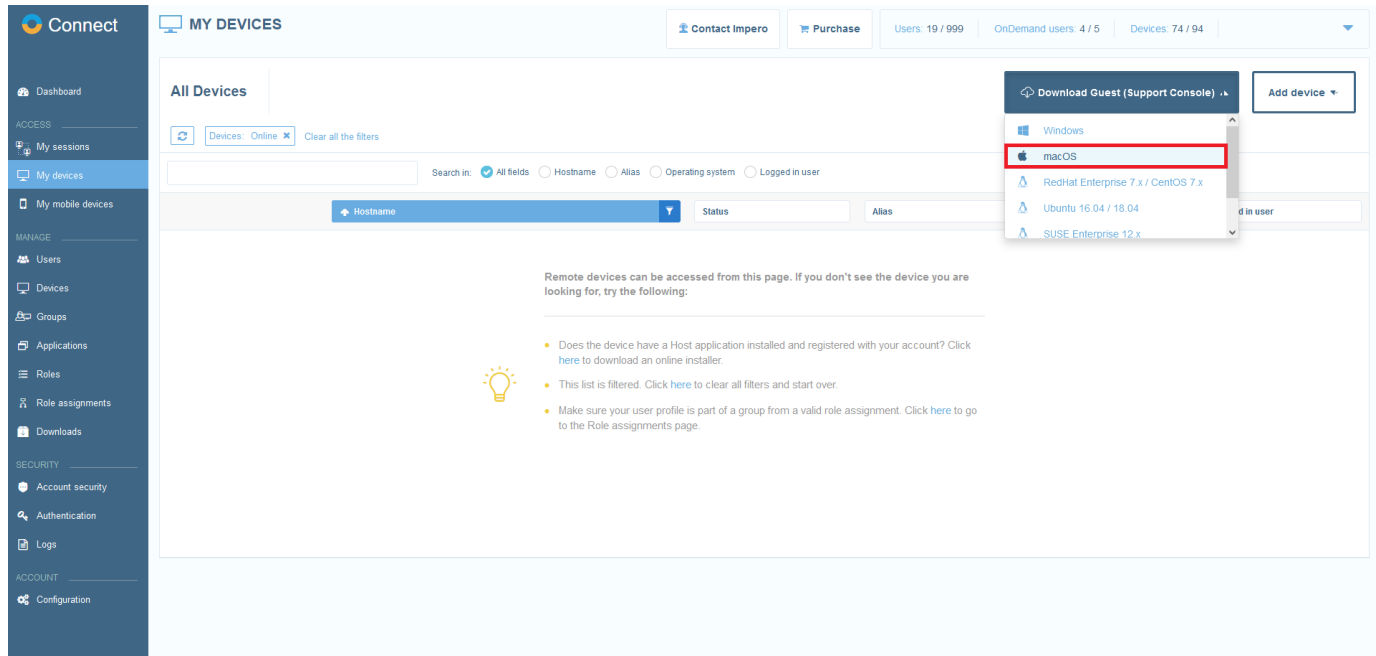 Connect
MY DEVICES
Contact Impero
Purchase
Users: 19 / 999
OnDemand users: 4 / 5
Devices: 74 / 94
Dashboard
ACCESS
My sessions
My devices
My mobile devices
MANAGE
Users
Devices
Groups
Applications
Roles
Role assignments
Downloads
SECURITY
Account security
Authentication
Logs
ACCOUNT
Configuration
All Devices
Download Guest (Support Console)
Add device
Devices: Online
Clear all the filters
Windows
macOS
RedHat Enterprise 7.x / CentOS 7.x
Ubuntu 16.04 / 18.04
SUSE Enterprise 12.x
Search in: All fields Hostname Alias Operating system Logged in user
Hostname
Status
Alias
d in user
Remote devices can be accessed from this page. If you don't see the device you are
looking for, try the following:
Does the device have a Host application installed and registered with your account? Click
here to download an online installer.
This list is filtered. Click here to clear all filters and start over.
Make sure your user profile is part of a group from a valid role assignment. Click here to go
to the Role assignments page.